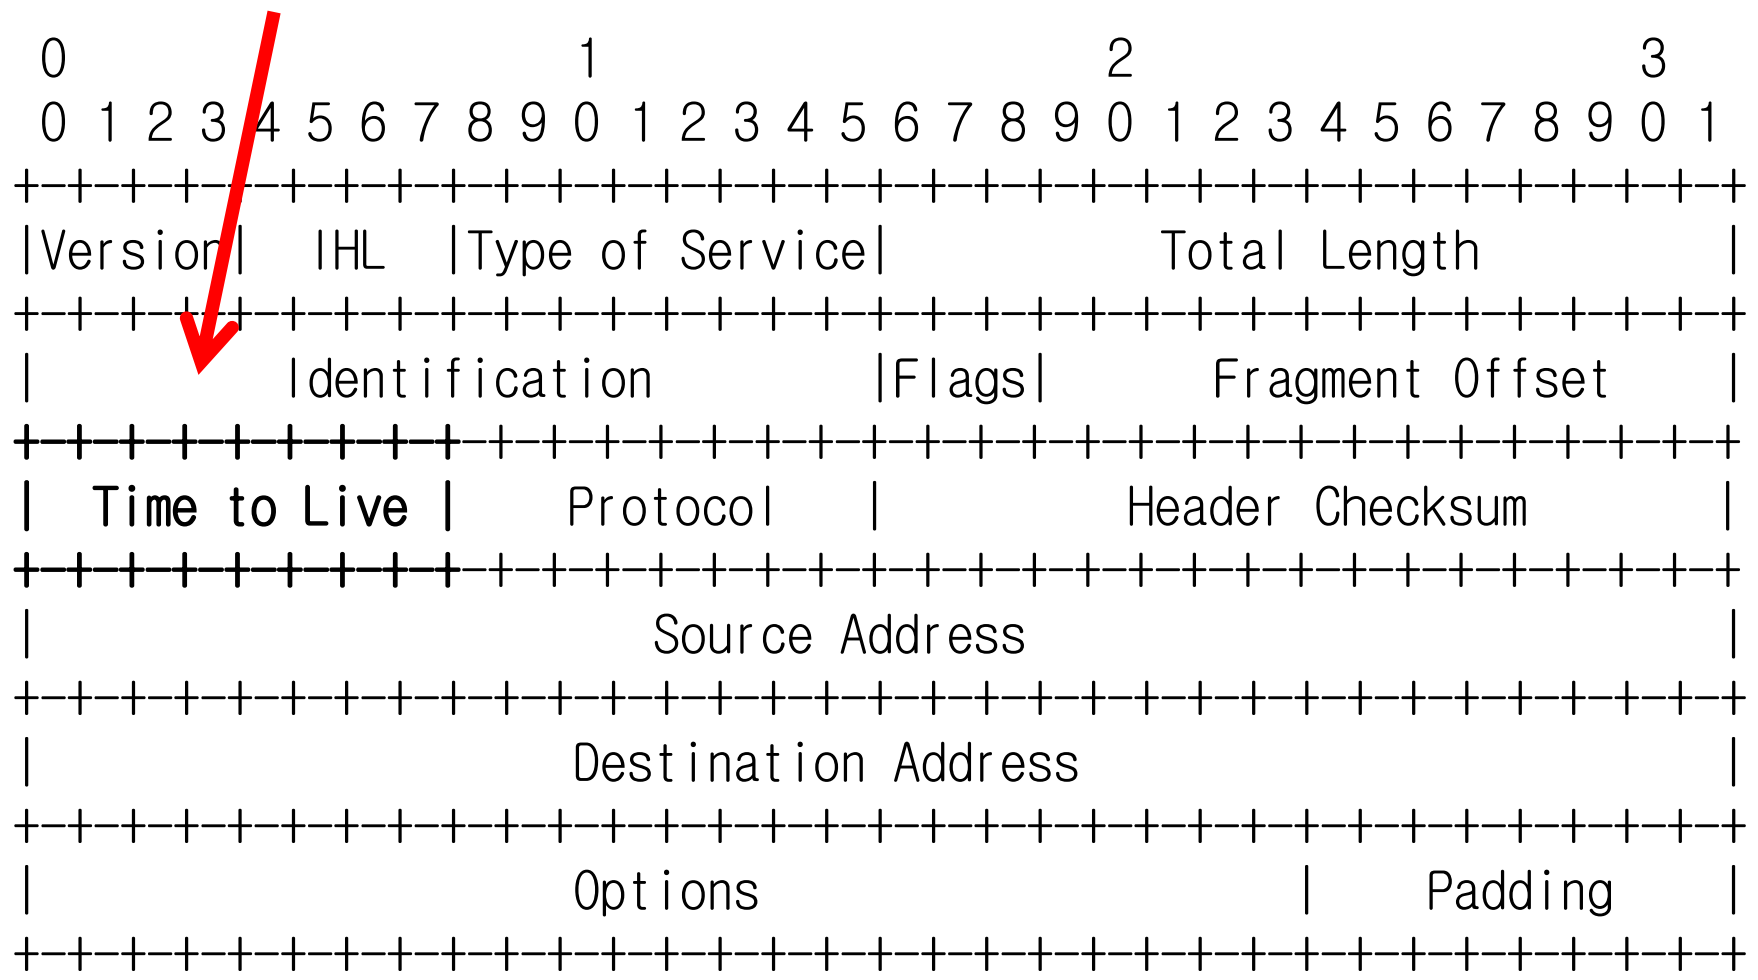 0                   1                   2                   3
0 1 2 3 4 5 6 7 8 9 0 1 2 3 4 5 6 7 8 9 0 1 2 3 4 5 6 7 8 9 0 1
+-+-+-+-+-+-+-+-+-+-+-+-+-+-+-+-+-+-+-+-+-+-+-+-+-+-+-+-+-+-+-+-+
|Version|  IHL  |Type of Service|          Total Length         |
+-+-+-+-+-+-+-+-+-+-+-+-+-+-+-+-+-+-+-+-+-+-+-+-+-+-+-+-+-+-+-+-+
|         Identification        |Flags|      Fragment Offset    |
+-+-+-+-+-+-+-+-+-+-+-+-+-+-+-+-+-+-+-+-+-+-+-+-+-+-+-+-+-+-+-+-+
|  Time to Live |    Protocol   |         Header Checksum       |
+-+-+-+-+-+-+-+-+-+-+-+-+-+-+-+-+-+-+-+-+-+-+-+-+-+-+-+-+-+-+-+-+
|                       Source Address                          |
+-+-+-+-+-+-+-+-+-+-+-+-+-+-+-+-+-+-+-+-+-+-+-+-+-+-+-+-+-+-+-+-+
|                    Destination Address                        |
+-+-+-+-+-+-+-+-+-+-+-+-+-+-+-+-+-+-+-+-+-+-+-+-+-+-+-+-+-+-+-+-+
|                    Options                    |    Padding    |
+-+-+-+-+-+-+-+-+-+-+-+-+-+-+-+-+-+-+-+-+-+-+-+-+-+-+-+-+-+-+-+-+